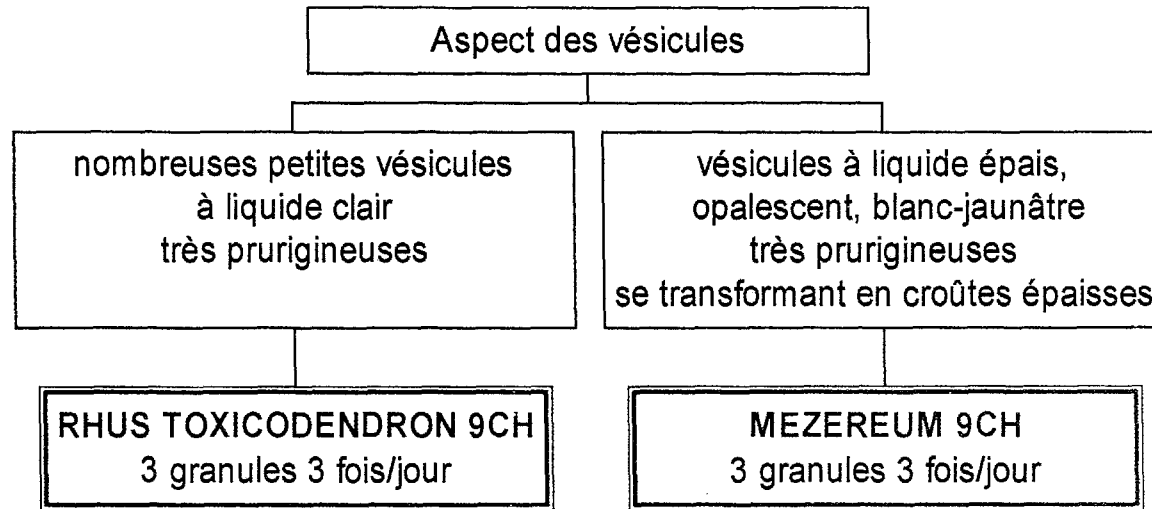 Aspect des vésicules
nombreuses petites vésicules
à liquide clair
très prurigineuses
vésicules à liquide épais,
opalescent, blanc-jaunâtre
très prurigineuses
se transformant en croûtes épaisses
RHUS TOXICODENDRON 9CH
3 granules 3 fois/jour
MEZEREUM 9CH
3 granules 3 fois/jour